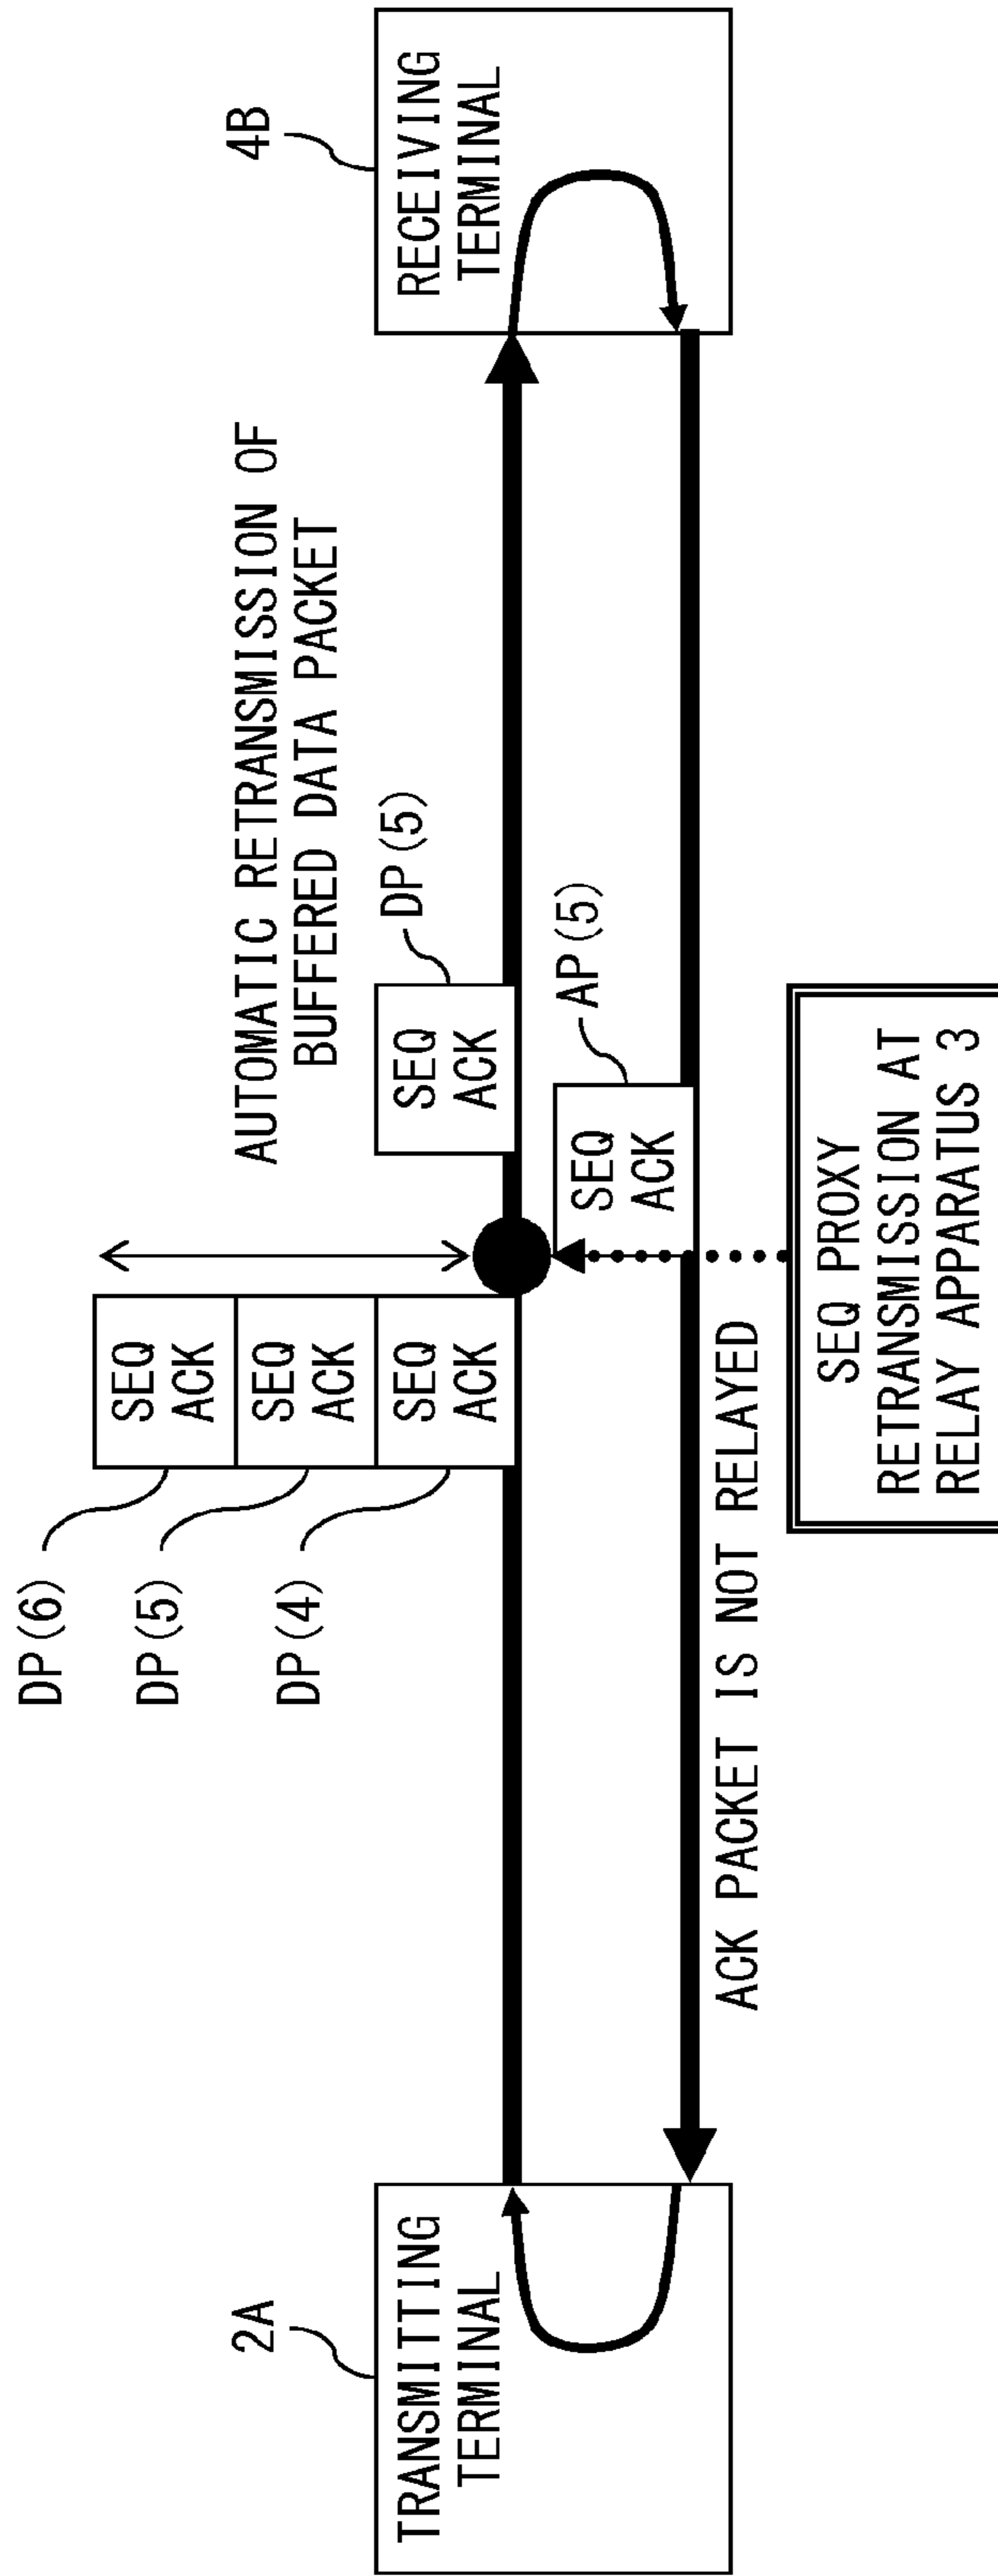 2A
TRANSMITTING
TERMINAL
DP(6)
DP(5)
DP(4)
SEQ
ACK
SEQ
ACK
SEQ
ACK
AUTOMATIC RETRANSMISSION OF
BUFFERED DATA PACKET
DP(5)
SEQ
ACK
AP(5)
SEQ
ACK
4B
RECEIVING
TERMINAL
ACK PACKET IS NOT RELAYED
SEQ PROXY
RETRANSMISSION AT
RELAY APPARATUS 3